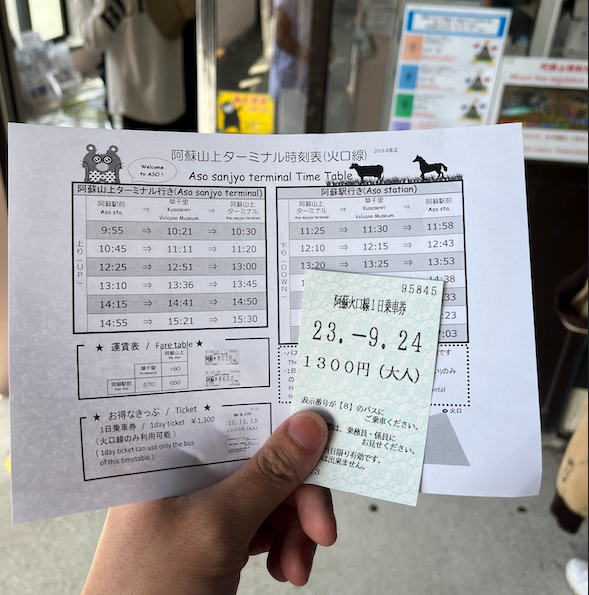 Welcome to ASO!
阿蘇山上ターミナル時刻表(火口線)
2023.8改正
Aso sanjyo terminal Time Table
阿蘇山上ターミナル行き(Aso sanjyo terminal)
阿蘇駅前 ⇒ 草千里 ⇒ 阿蘇山上ターミナル
Aso sta. ⇒ Kusasenri Volcano Museum ⇒ Aso sanjyo terminal
上り(UP)
9:55 ⇒ 10:21 ⇒ 10:30
10:45 ⇒ 11:11 ⇒ 11:20
12:25 ⇒ 12:51 ⇒ 13:00
13:10 ⇒ 13:36 ⇒ 13:45
14:15 ⇒ 14:41 ⇒ 14:50
14:55 ⇒ 15:21 ⇒ 15:30
阿蘇駅行き(Aso station)
阿蘇山上ターミナル ⇒ 草千里 ⇒ 阿蘇駅前
Aso sanjyo terminal ⇒ Kusasenri Volcano Museum ⇒ Aso sta.
下り(DOWN)
11:25 ⇒ 11:30 ⇒ 11:58
12:10 ⇒ 12:15 ⇒ 12:43
13:20 ⇒ 13:53
14:38
:23
:03
★ 運賃表 / Fare table ★
阿蘇山上
草千里 180
阿蘇駅前 570 650
★ お得なきっぷ / Ticket ★
1日乗車券 / 1day ticket ¥1,300
(火口線のみ利用可能)
( 1day ticket can use only the bus
of this timetable.)
火口
95845
阿蘇火口線1日乗車券
23.-9.24
1300円(大人)
表示番号が【8】のバスに
ご乗車ください。
は、乗務員・係員に
お見せください。
日限り有効です。
は出来ません。